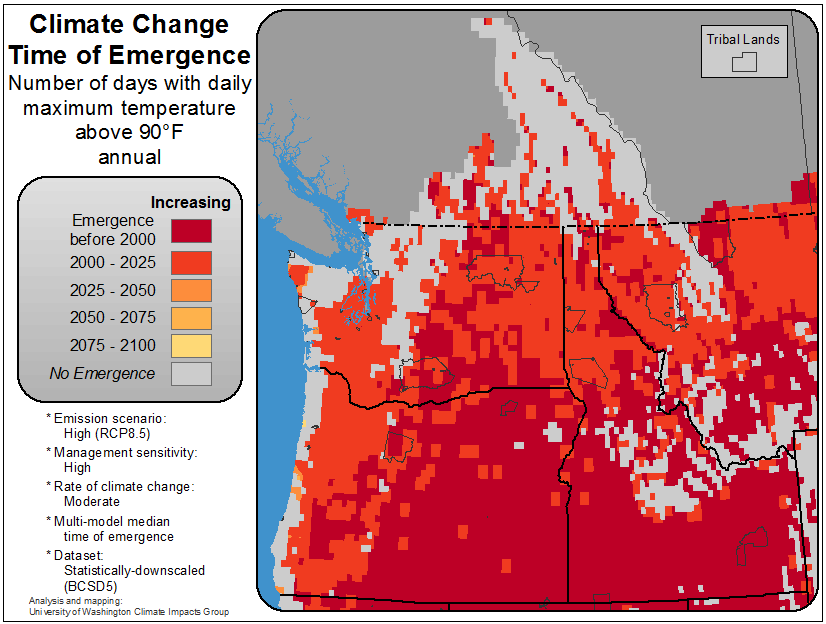 Climate Change
Time of Emergence
Number of days with daily
maximum temperature
above 90°F
annual
Increasing
Emergence
before 2000
2000 - 2025
2025 - 2050
2050 - 2075
2075 - 2100
No Emergence
* Emission scenario:
High (RCP8.5)
* Management sensitivity:
High
* Rate of climate change:
Moderate
* Multi-model median
time of emergence
* Dataset:
Statistically-downscaled
(BCSD5)
Analysis and mapping:
University of Washington Climate Impacts Group
Tribal Lands